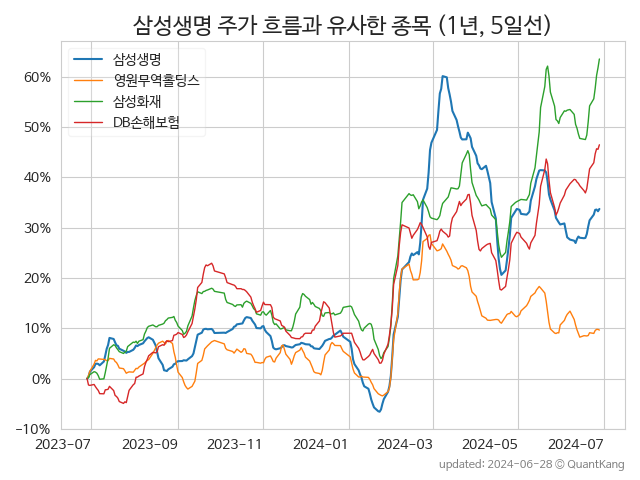 삼성생명 주가 흐름과 유사한 종목 (1년, 5일선)
삼성생명
영원무역홀딩스
삼성화재
DB손해보험
60%
50%
40%
30%
20%
10%
0%
−10%
2023-07 2023-09 2023-11 2024-01 2024-03 2024-05 2024-07
updated: 2024-06-28 © QuantKang